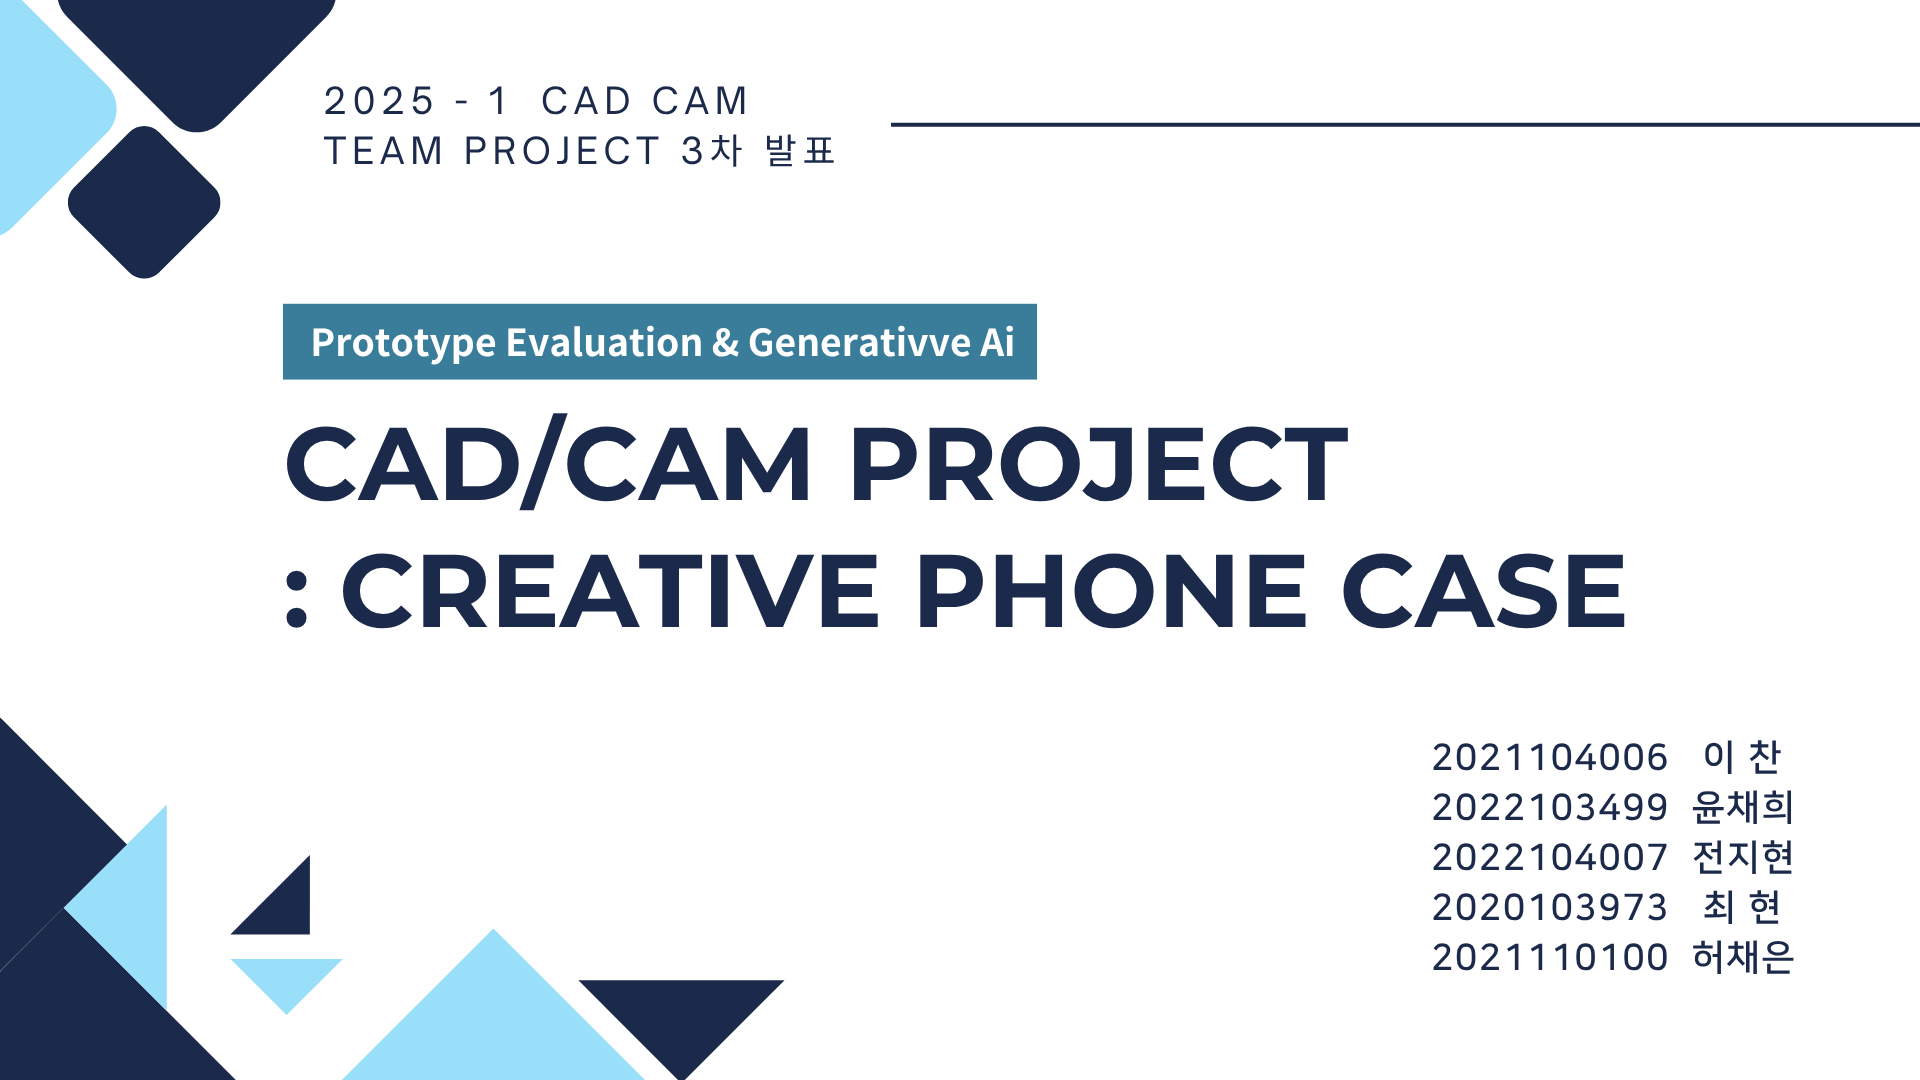 2025 - 1 CAD CAM
TEAM PROJECT 3차 발표
Prototype Evaluation & Generativve Ai
CAD/CAM PROJECT
: CREATIVE PHONE CASE
2021104006 이 찬
2022103499 윤채희
2022104007 전지현
2020103973 최 현
2021110100 허채은